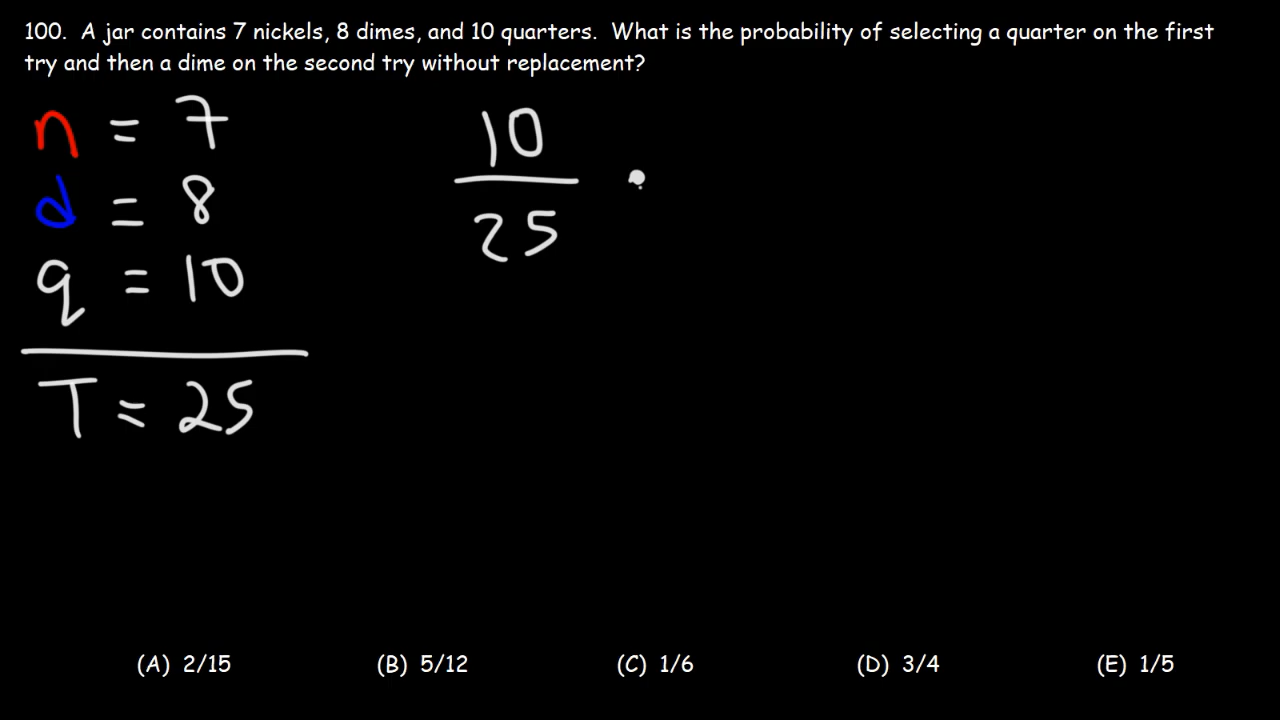 100. A jar contains 7 nickels, 8 dimes, and 10 quarters. What is the probability of selecting a quarter on the first
try and then a dime on the second try without replacement?
n = 7
d = 8
q = 10
T = 25
10
25
·
(A) 2/15 (B) 5/12 (C) 1/6 (D) 3/4 (E) 1/5